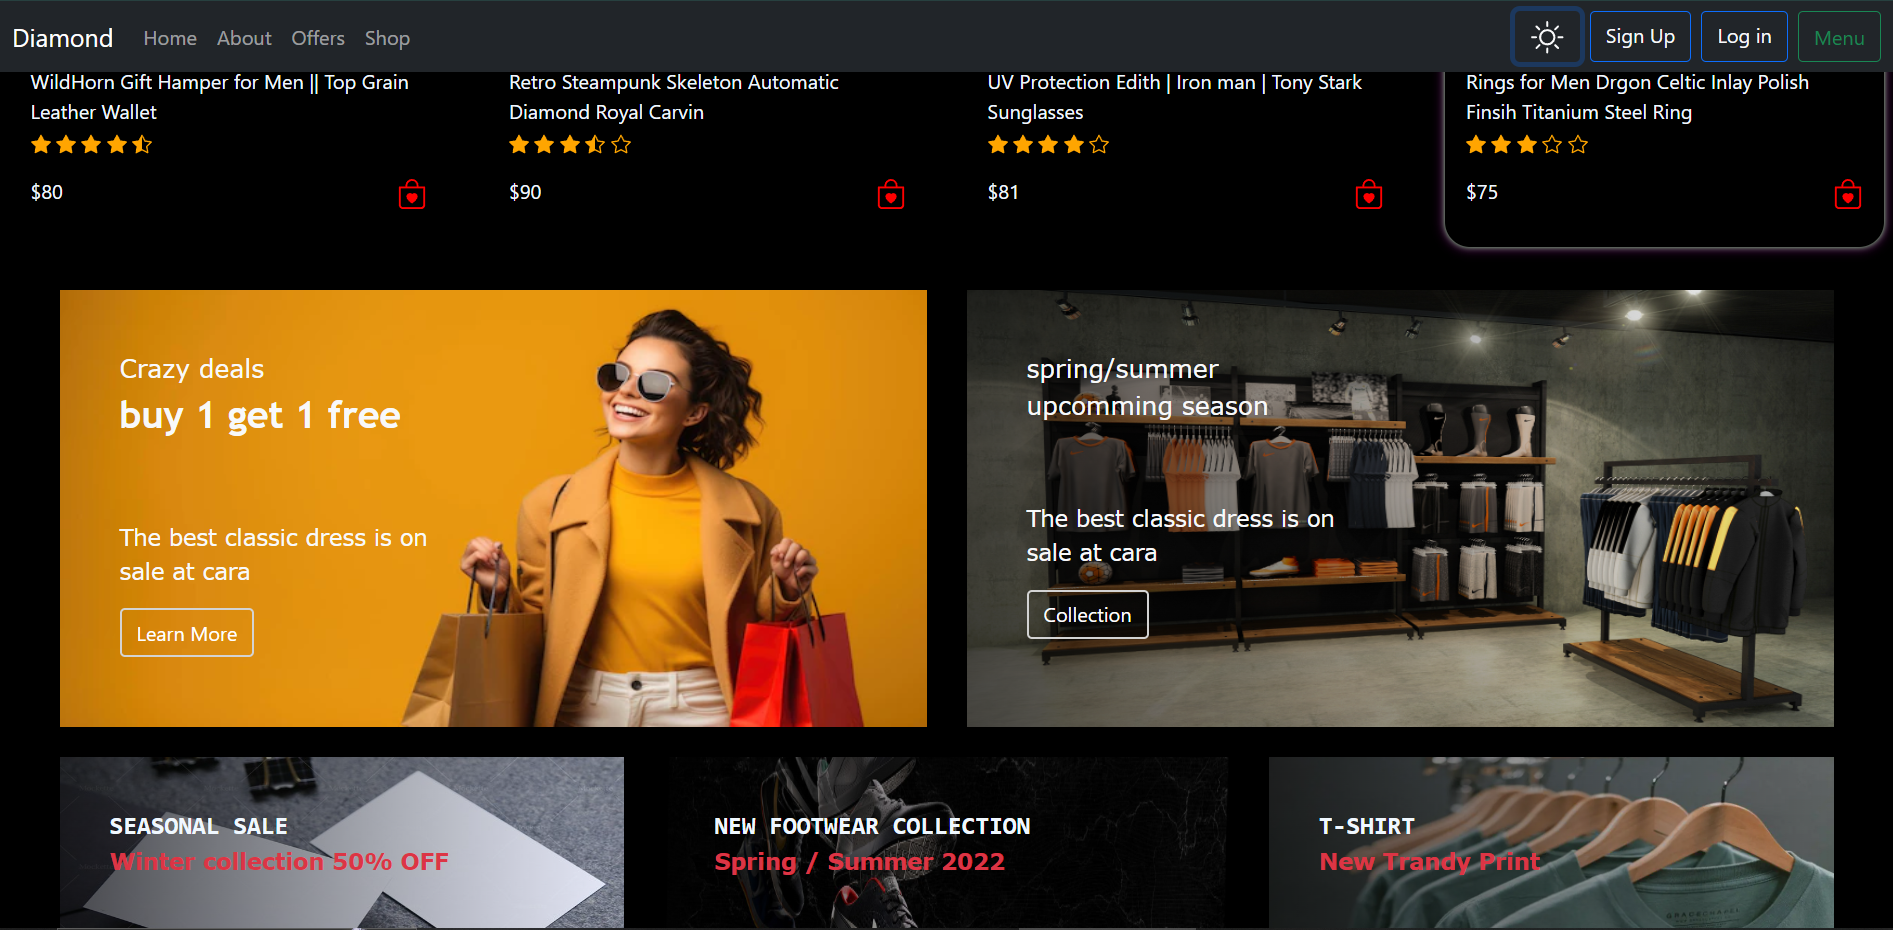 Diamond
Home
About
Offers
Shop
Sign Up
Log in
Menu
WildHorn Gift Hamper for Men || Top Grain
Leather Wallet
$80
Retro Steampunk Skeleton Automatic
Diamond Royal Carvin
$90
UV Protection Edith | Iron man | Tony Stark
Sunglasses
$81
Rings for Men Drgon Celtic Inlay Polish
Finsih Titanium Steel Ring
$75
Crazy deals
buy 1 get 1 free
The best classic dress is on
sale at cara
Learn More
spring/summer
upcomming season
The best classic dress is on
sale at cara
Collection
SEASONAL SALE
Winter collection 50% OFF
NEW FOOTWEAR COLLECTION
Spring / Summer 2022
T-SHIRT
New Trandy Print